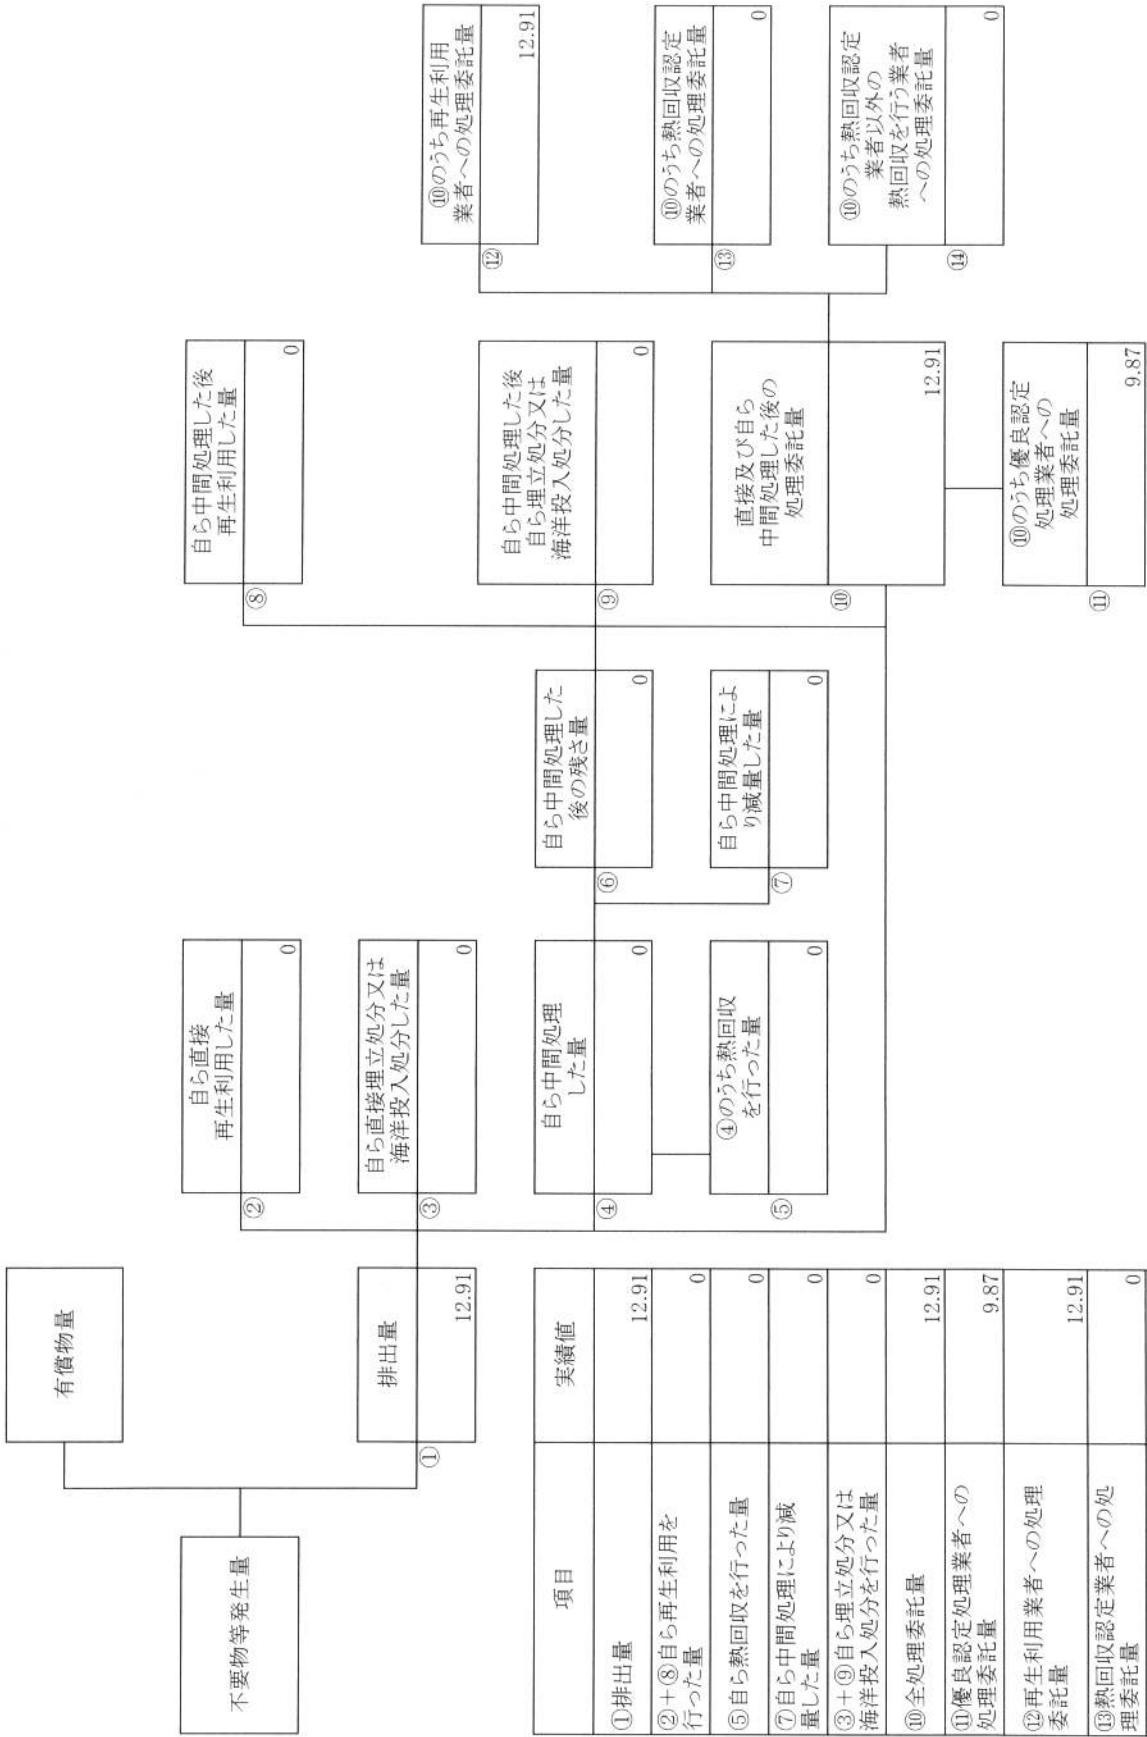 不要物等発生量
有償物量
①
排出量
12.91
②
自ら直接
再生利用した量
0
③
自ら直接埋立処分又は
海洋投入処分した量
0
④
自ら中間処理
した量
0
⑤
④のうち熱回収
を行った量
0
⑥
自ら中間処理した
後の残さ量
0
⑦
自ら中間処理によ
り減量した量
0
⑧
自ら中間処理した後
再生利用した量
0
⑨
自ら中間処理した後
自ら埋立処分又は
海洋投入処分した量
0
⑩
直接及び自ら
中間処理した後の
処理委託量
12.91
⑪
⑩のうち優良認定
処理業者への
処理委託量
9.87
⑫
⑩のうち再生利用
業者への処理委託量
12.91
⑬
⑩のうち熱回収認定
業者への処理委託量
0
⑭
⑩のうち熱回収認定
業者以外の
熱回収を行う業者
への処理委託量
0
項目
実績値
①排出量
12.91
②+⑧自ら再生利用を
行った量
0
⑤自ら熱回収を行った量
0
⑦自ら中間処理により減
量した量
0
③+⑨自ら埋立処分又は
海洋投入処分を行った量
0
⑩全処理委託量
12.91
⑪優良認定処理業者への
処理委託量
9.87
⑫再生利用業者への処理
委託量
12.91
⑬熱回収認定業者への処
理委託量
0